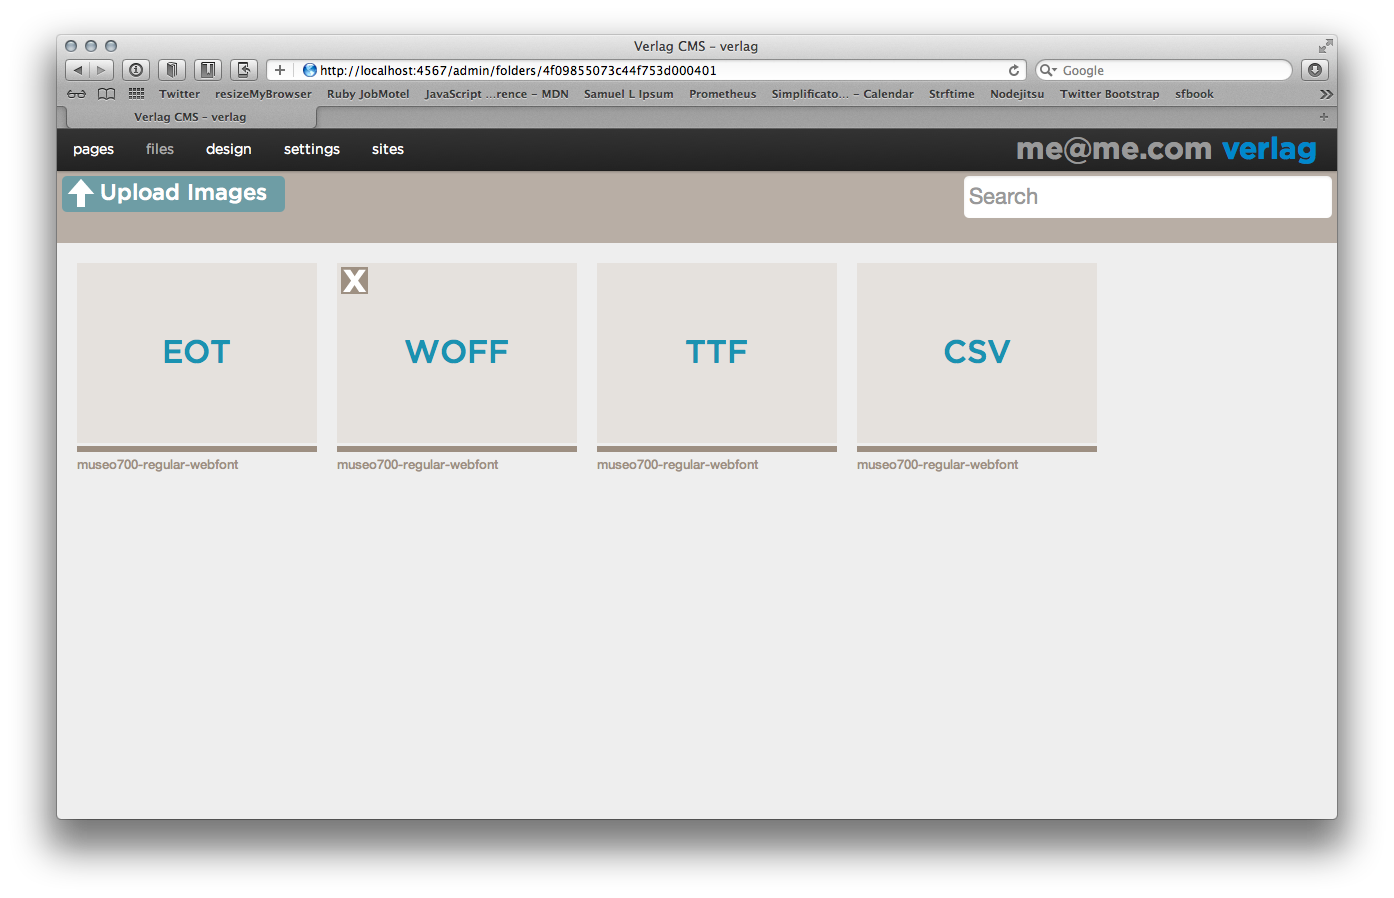 Verlag CMS – verlag
http://localhost:4567/admin/folders/4f09855073c44f753d000401
Google
Twitter resizeMyBrowser Ruby JobMotel JavaScript ...rence – MDN Samuel L Ipsum Prometheus Simplificato... – Calendar Strftime Nodejitsu Twitter Bootstrap sfbook
Verlag CMS – verlag
pages files design settings sites me@me.com verlag
Upload Images Search
X
EOT WOFF TTF CSV
museo700-regular-webfont museo700-regular-webfont museo700-regular-webfont museo700-regular-webfont